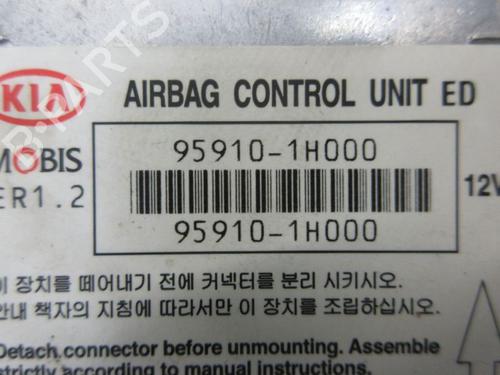 KIA
AIRBAG CONTROL UNIT ED
MOBIS
95910-1H000
ER1.2
12V
95910-1H000
이 장치를 떼어내기 전에 커넥터를 분리 시키시오.
안내 책자의 지침에 따라서만 이 장치를 조립하십시오.
Detach connector before unmounting. Assemble
strictly according to manual instructions.
B-PARTS